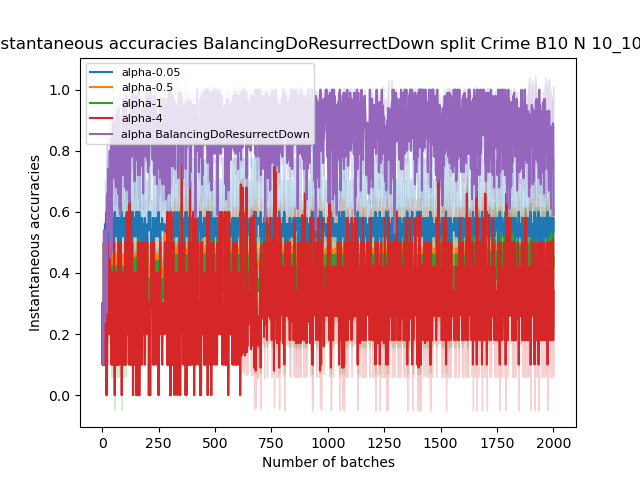 stantaneous accuracies BalancingDoResurrectDown split Crime B10 N 10_10
alpha-0.05
alpha-0.5
alpha-1
alpha-4
alpha BalancingDoResurrectDown
Instantaneous accuracies
1.0
0.8
0.6
0.4
0.2
0.0
0 250 500 750 1000 1250 1500 1750 2000
Number of batches